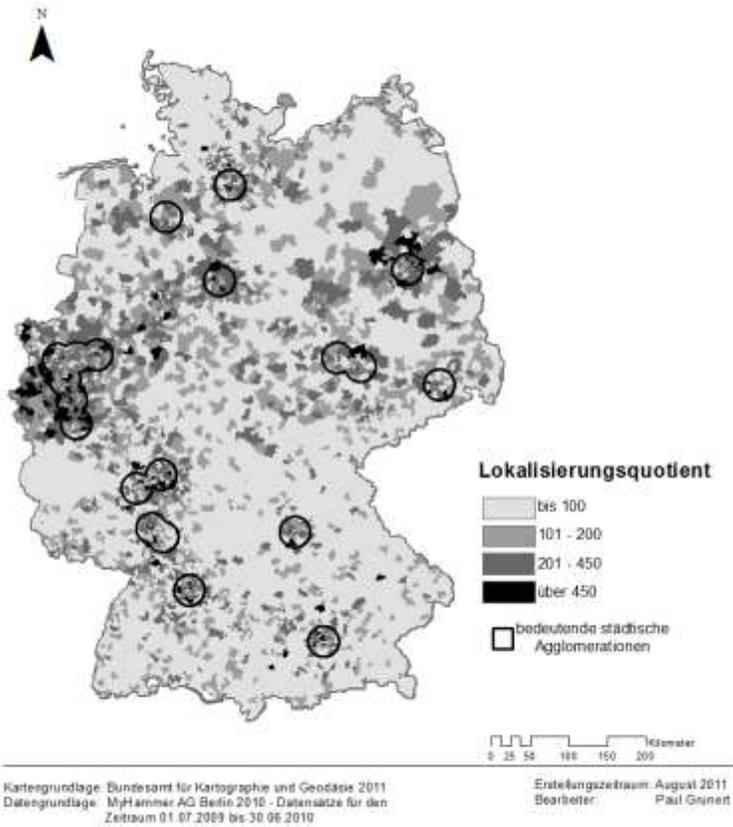 N
Lokalisierungsquotient
bis 100
101 - 200
201 - 450
über 450
bedeutende städtische
Agglomerationen
0 25 50 100 150 200 Kilometer
Kartengrundlage: Bundesamt für Kartographie und Geodäsie 2011
Datengrundlage: MyHammer AG Berlin 2010 - Datensätze für den
Zeitraum 01.07.2009 bis 30.06.2010
Erstellungszeitraum: August 2011
Bearbeiter: Paul Grunert